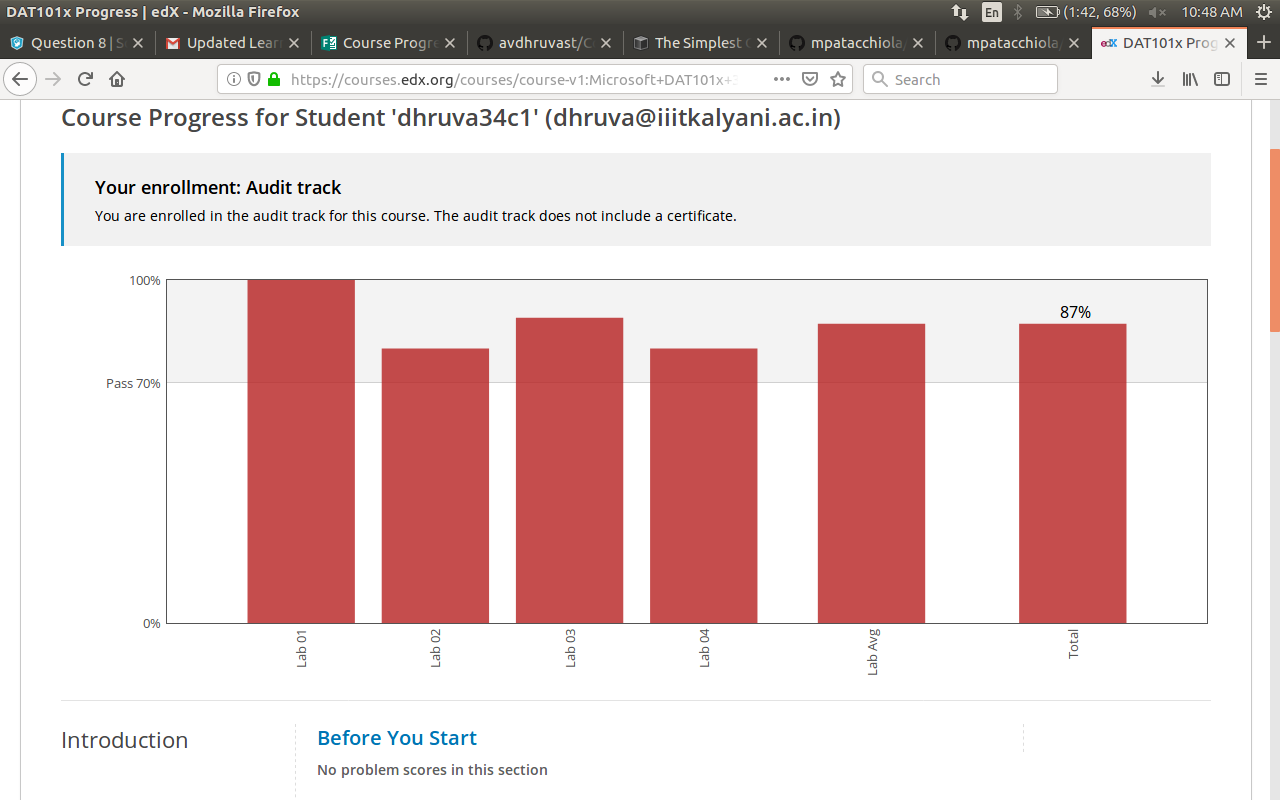 DAT101x Progress | edX - Mozilla Firefox
En
(1:42, 68%)
10:48 AM
Question 8 | S
Updated Lear
Course Progre
avdhruvast/C
The Simplest
mpatacchiola/
mpatacchiola/
edX DAT101x Prog
https://courses.edx.org/courses/course-v1:Microsoft+DAT101x+
Search
Course Progress for Student 'dhruva34c1' (dhruva@iiitkalyani.ac.in)
Your enrollment: Audit track
You are enrolled in the audit track for this course. The audit track does not include a certificate.
100%
87%
Pass 70%
0%
Lab 01
Lab 02
Lab 03
Lab 04
Lab Avg
Total
Introduction
Before You Start
No problem scores in this section